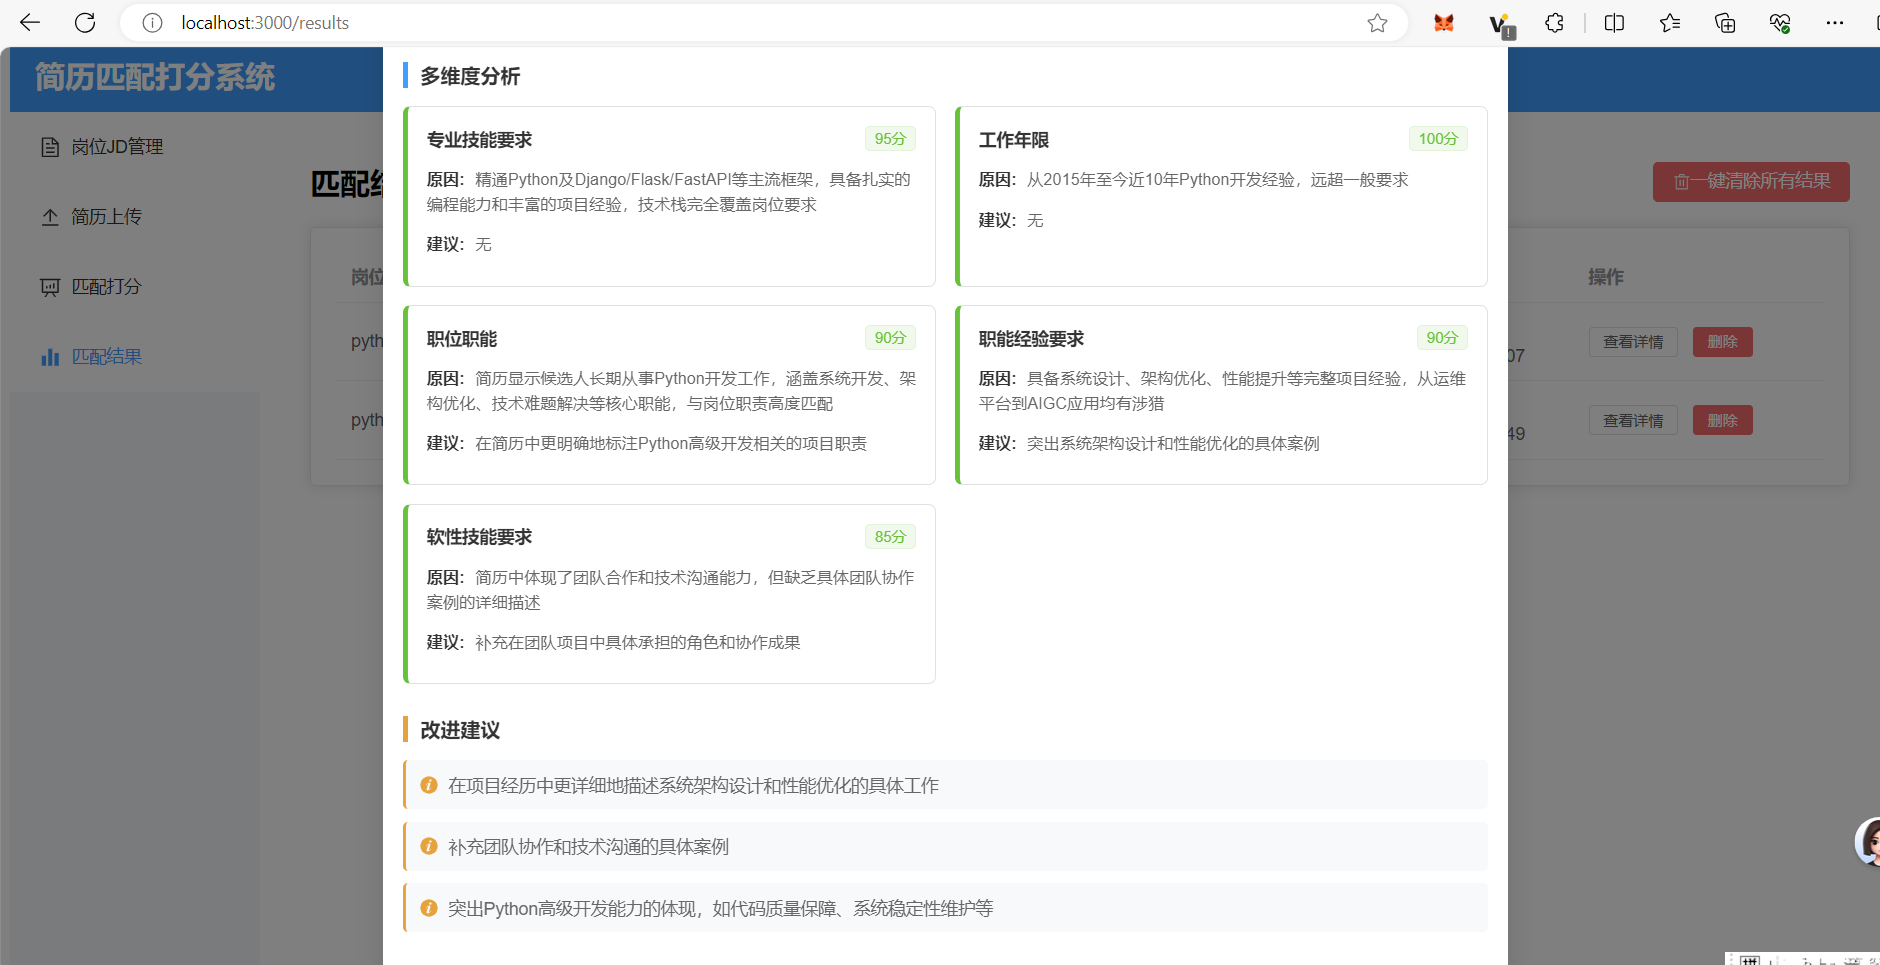 localhost:3000/results
简历匹配打分系统
岗位JD管理
简历上传
匹配打分
匹配结果
匹配结
一键清除所有结果
岗位
操作
pyth
07
查看详情 删除
pyth
49
查看详情 删除
多维度分析
专业技能要求 95分
原因：精通Python及Django/Flask/FastAPI等主流框架，具备扎实的
编程能力和丰富的项目经验，技术栈完全覆盖岗位要求
建议：无
工作年限 100分
原因：从2015年至今近10年Python开发经验，远超一般要求
建议：无
职位职能 90分
原因：简历显示候选人长期从事Python开发工作，涵盖系统开发、架
构优化、技术难题解决等核心职能，与岗位职责高度匹配
建议：在简历中更明确地标注Python高级开发相关的项目职责
职能经验要求 90分
原因：具备系统设计、架构优化、性能提升等完整项目经验，从运维
平台到AIGC应用均有涉猎
建议：突出系统架构设计和性能优化的具体案例
软性技能要求 85分
原因：简历中体现了团队合作和技术沟通能力，但缺乏具体团队协作
案例的详细描述
建议：补充在团队项目中具体承担的角色和协作成果
改进建议
在项目经历中更详细地描述系统架构设计和性能优化的具体工作
补充团队协作和技术沟通的具体案例
突出Python高级开发能力的体现，如代码质量保障、系统稳定性维护等